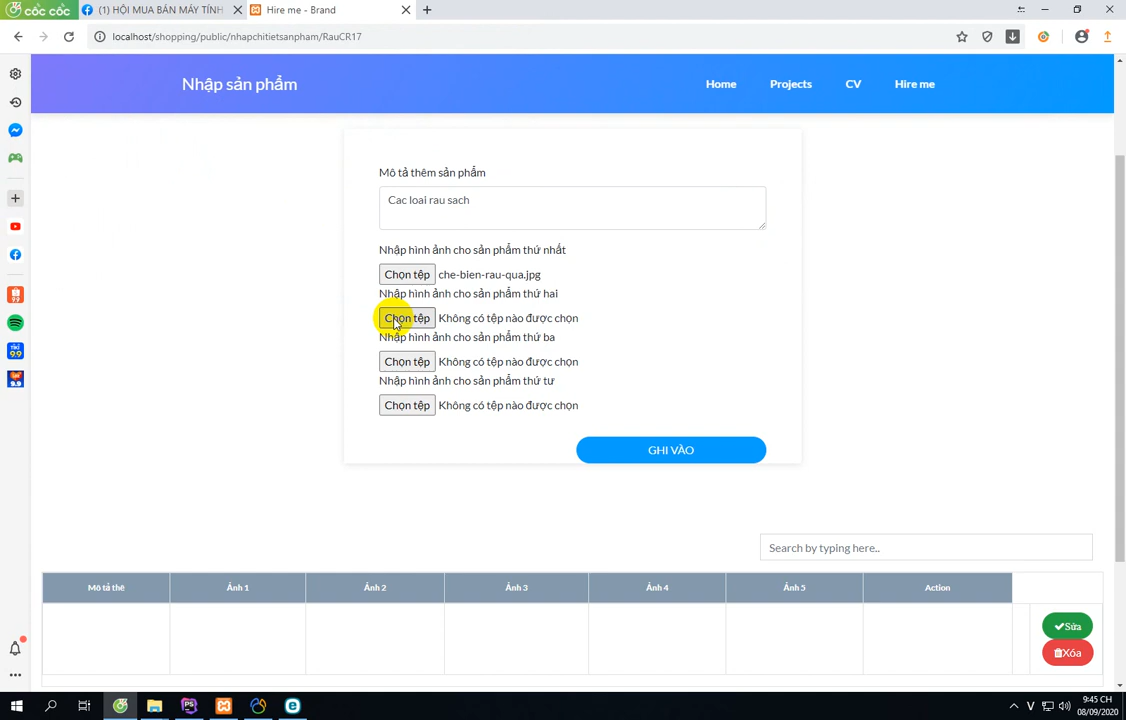 cốc cốc
(1) HỘI MUA BÁN MÁY TÍNH
Hire me - Brand
localhost/shopping/public/nhapchitietsanpham/RauCR17
Nhập sản phẩm
Home
Projects
CV
Hire me
Mô tả thêm sản phẩm
Cac loai rau sach
Nhập hình ảnh cho sản phẩm thứ nhất
Chọn tệp che-bien-rau-qua.jpg
Nhập hình ảnh cho sản phẩm thứ hai
Chọn tệp Không có tệp nào được chọn
Nhập hình ảnh cho sản phẩm thứ ba
Chọn tệp Không có tệp nào được chọn
Nhập hình ảnh cho sản phẩm thứ tư
Chọn tệp Không có tệp nào được chọn
GHI VÀO
Search by typing here..
Mô tả thê
Ảnh 1
Ảnh 2
Ảnh 3
Ảnh 4
Ảnh 5
Action
Sửa
Xóa
V
9:45 CH
08/09/2020